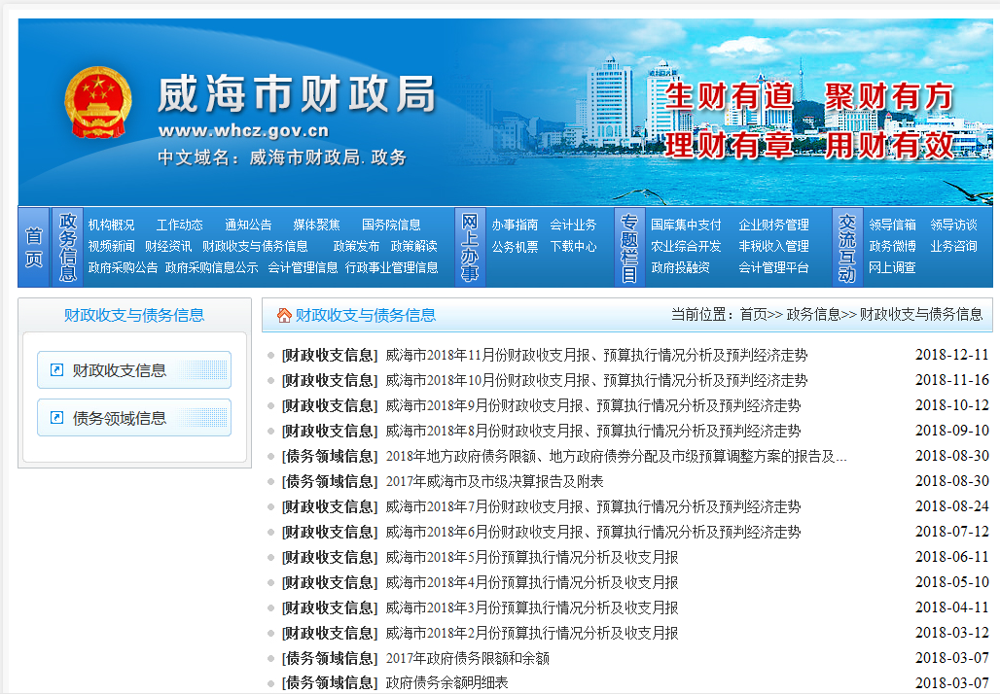 威海市财政局
www.whcz.gov.cn
中文域名：威海市财政局.政务
生财有道 聚财有方
理财有章 用财有效
首页
政务信息
机构概况 工作动态 通知公告 媒体聚焦 国务院信息
视频新闻 财经资讯 财政收支与债务信息 政策发布 政策解读
政府采购公告 政府采购信息公示 会计管理信息 行政事业管理信息
网上办事
办事指南 会计业务
公务机票 下载中心
专题栏目
国库集中支付 企业财务管理
农业综合开发 非税收入管理
政府投融资 会计管理平台
交流互动
领导信箱 领导访谈
政务微博 业务咨询
网上调查
财政收支与债务信息
财政收支信息
债务领域信息
财政收支与债务信息 当前位置：首页>> 政务信息>> 财政收支与债务信息
[财政收支信息] 威海市2018年11月份财政收支月报、预算执行情况分析及预判经济走势 2018-12-11
[财政收支信息] 威海市2018年10月份财政收支月报、预算执行情况分析及预判经济走势 2018-11-16
[财政收支信息] 威海市2018年9月份财政收支月报、预算执行情况分析及预判经济走势 2018-10-12
[财政收支信息] 威海市2018年8月份财政收支月报、预算执行情况分析及预判经济走势 2018-09-10
[债务领域信息] 2018年地方政府债务限额、地方政府债券分配及市级预算调整方案的报告及... 2018-08-30
[债务领域信息] 2017年威海市及市级决算报告及附表 2018-08-30
[财政收支信息] 威海市2018年7月份财政收支月报、预算执行情况分析及预判经济走势 2018-08-24
[财政收支信息] 威海市2018年6月份财政收支月报、预算执行情况分析及预判经济走势 2018-07-12
[财政收支信息] 威海市2018年5月份预算执行情况分析及收支月报 2018-06-11
[财政收支信息] 威海市2018年4月份预算执行情况分析及收支月报 2018-05-10
[财政收支信息] 威海市2018年3月份预算执行情况分析及收支月报 2018-04-11
[财政收支信息] 威海市2018年2月份预算执行情况分析及收支月报 2018-03-12
[债务领域信息] 2017年政府债务限额和余额 2018-03-07
[债务领域信息] 政府债务余额明细表 2018-03-07